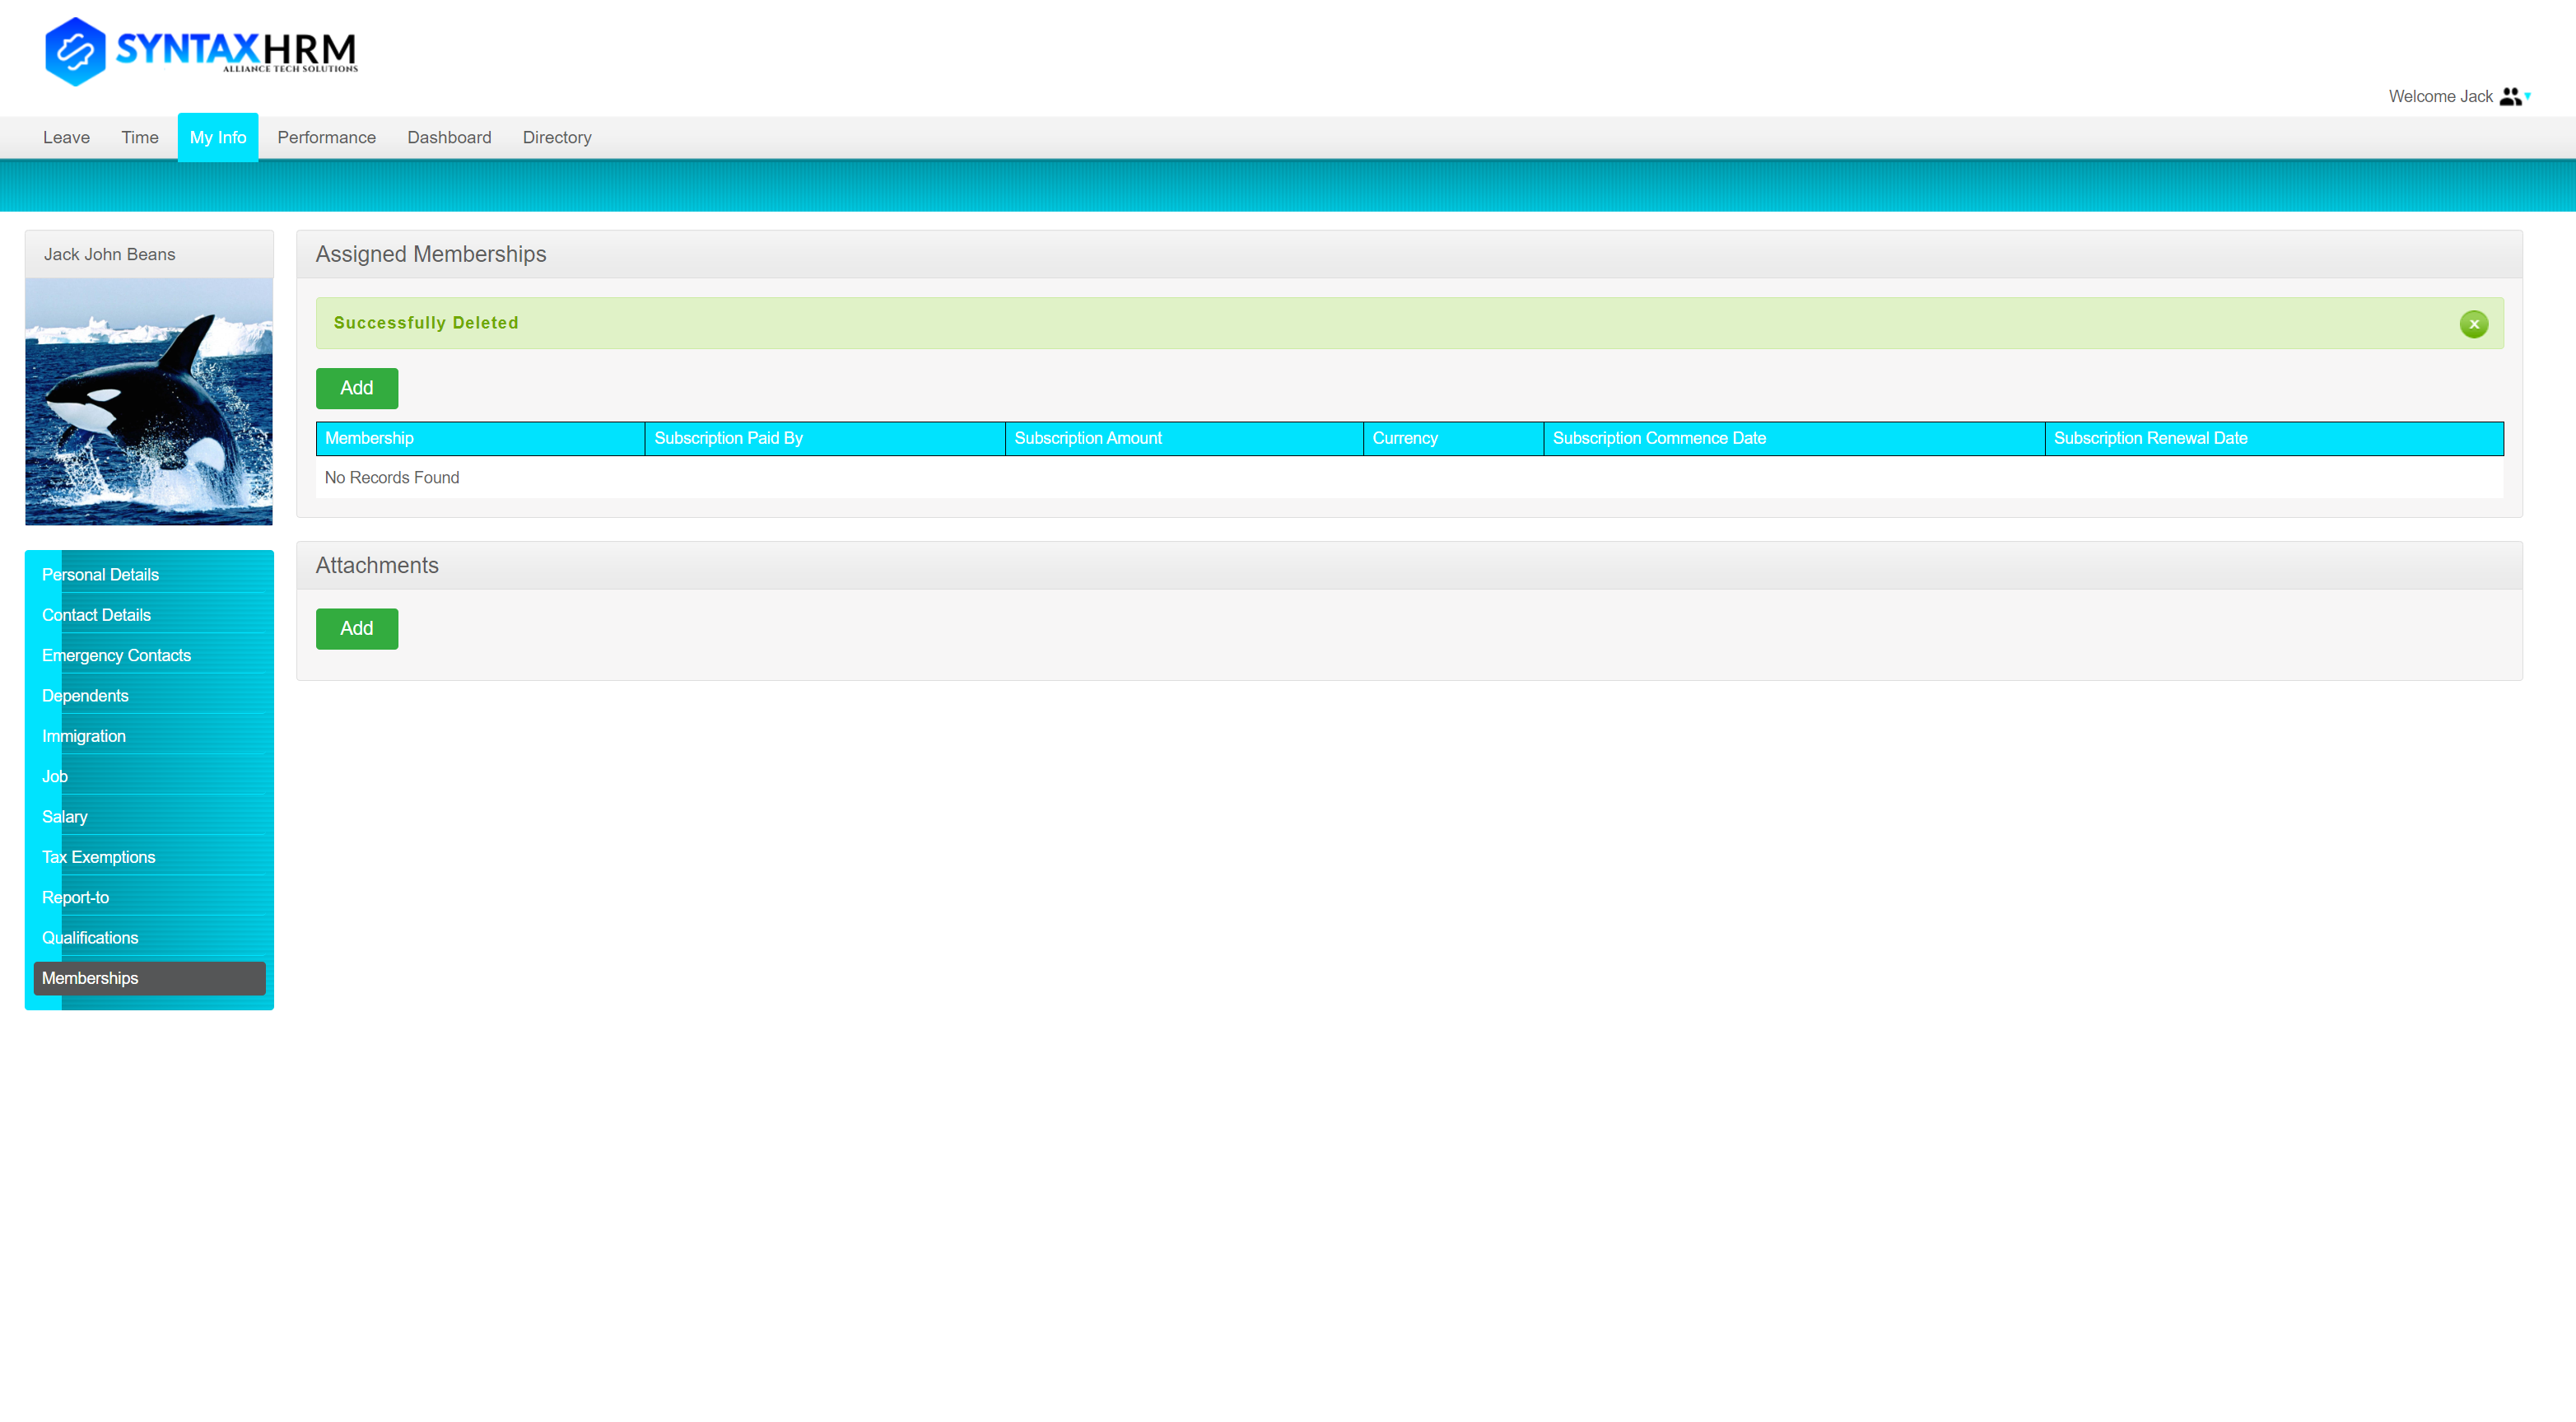 SYNTAXHRM
ALLIANCE TECH SOLUTIONS
Welcome Jack
Leave Time My Info Performance Dashboard Directory
Jack John Beans
Assigned Memberships
Successfully Deleted
x
Add
Membership Subscription Paid By Subscription Amount Currency Subscription Commence Date Subscription Renewal Date
No Records Found
Attachments
Add
Personal Details
Contact Details
Emergency Contacts
Dependents
Immigration
Job
Salary
Tax Exemptions
Report-to
Qualifications
Memberships